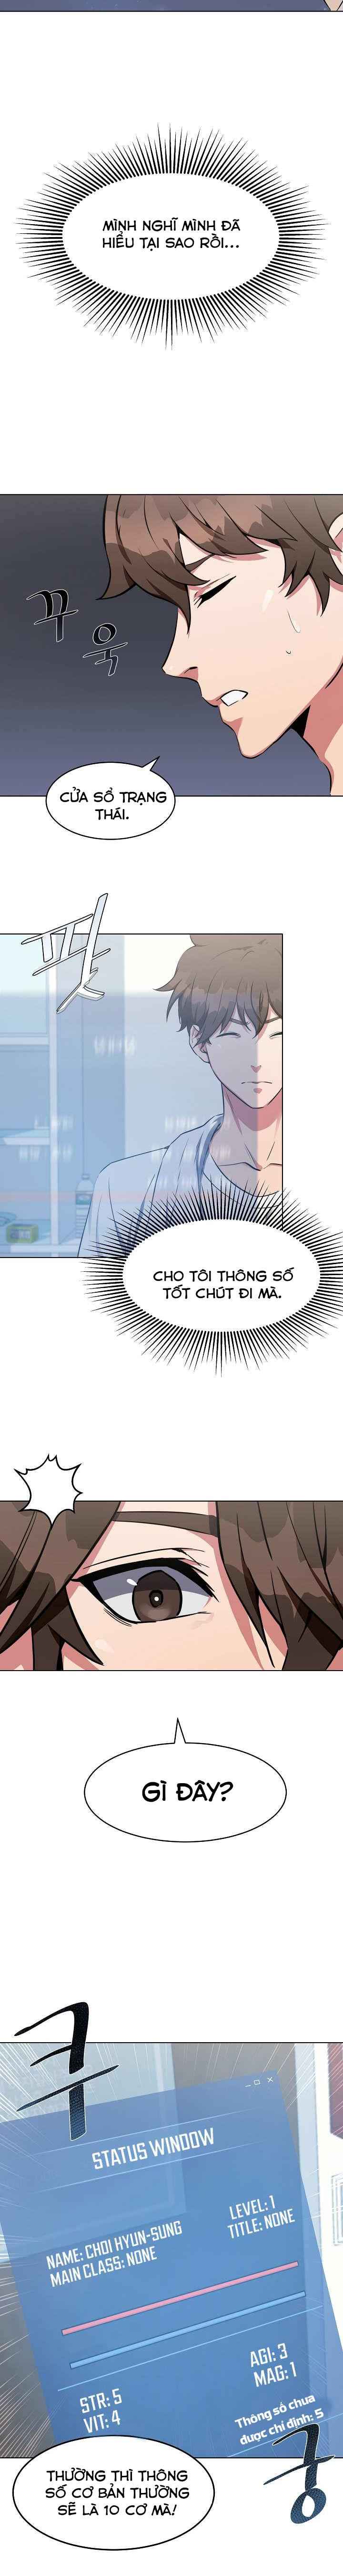 MÌNH NGHĨ MÌNH ĐÃ
HIỂU TẠI SAO RỒI...
꾸욱
CỬA SỔ TRẠNG
THÁI.
팟
CHO TÔI THÔNG SỐ
TỐT CHÚT ĐI MÀ.
GÌ ĐÂY?
쿠
STATUS WINDOW
NAME: CHOI HYUN-SUNG
MAIN CLASS: NONE
LEVEL: 1
TITLE: NONE
STR: 5
VIT: 4
AGI: 3
MAG: 1
Thông số chưa
được chỉ định: 5
웅
THƯỜNG THÌ THÔNG
SỐ CƠ BẢN THƯỜNG
SẼ LÀ 10 CƠ MÀ!